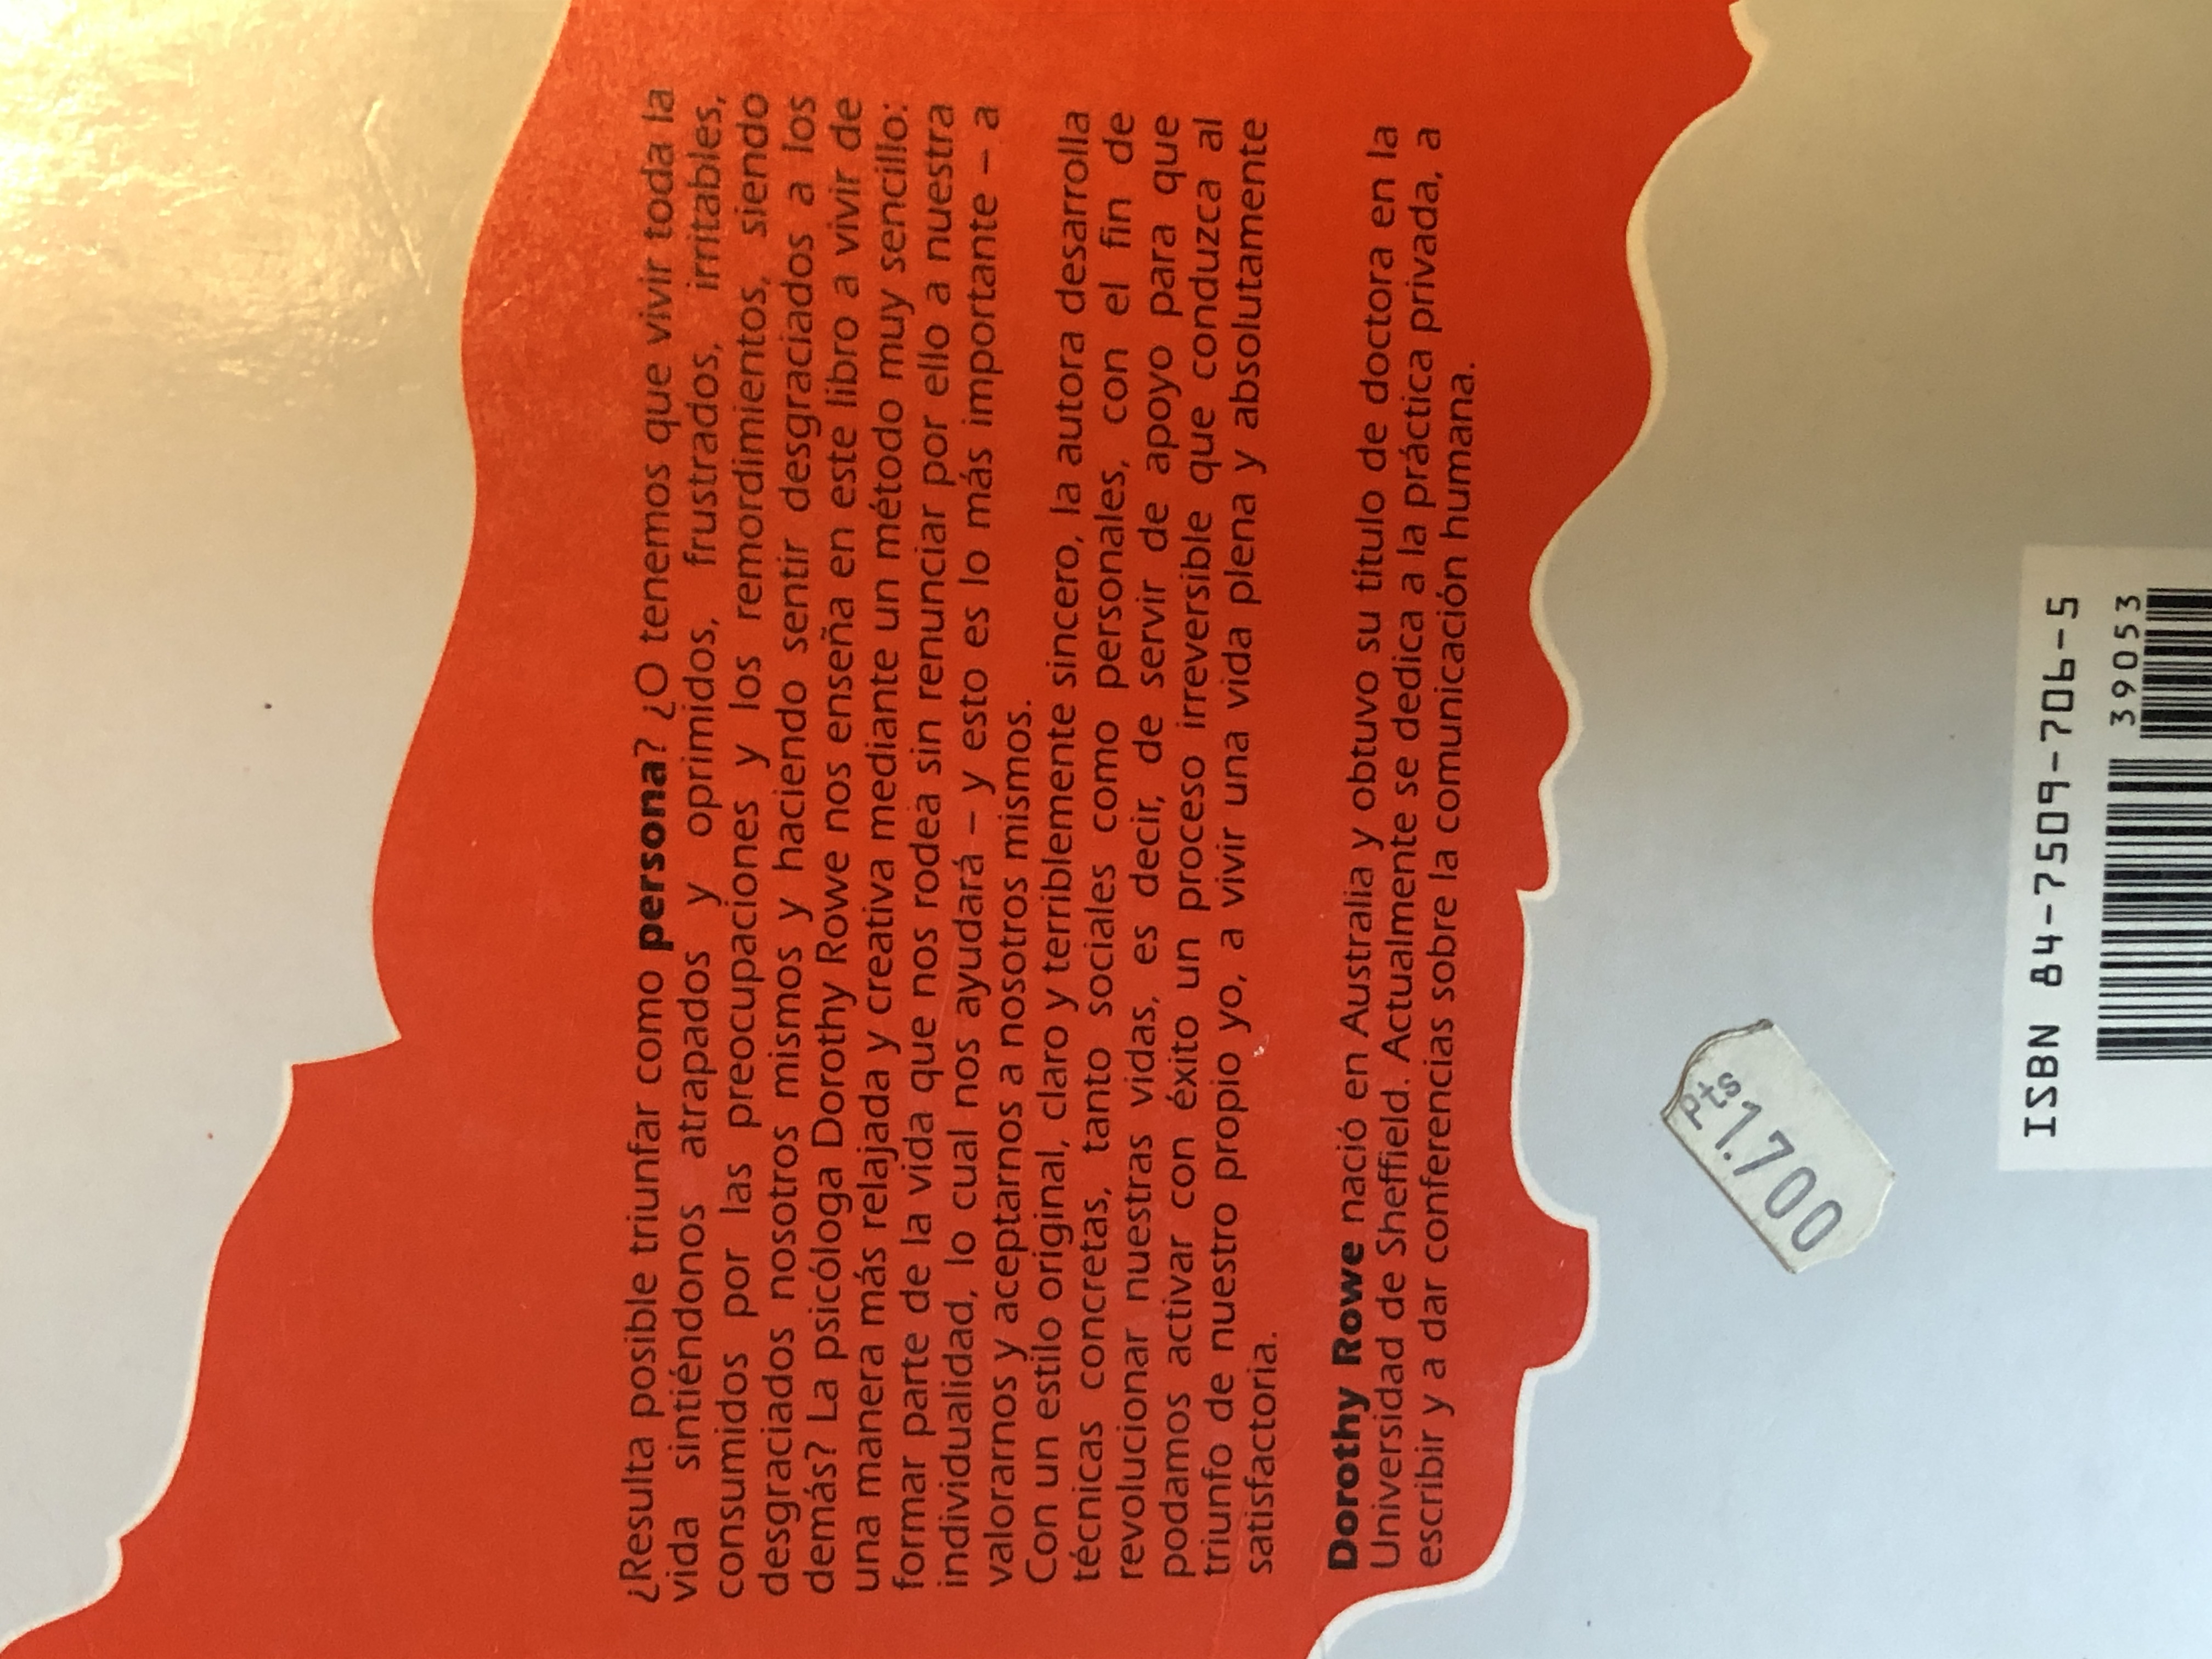 ¿Resulta posible triunfar como persona? ¿O tenemos que vivir toda la
vida sintiéndonos atrapados y oprimidos, frustrados, irritables,
consumidos por las preocupaciones y los remordimientos, siendo
desgraciados nosotros mismos y haciendo sentir desgraciados a los
demás? La psicóloga Dorothy Rowe nos enseña en este libro a vivir de
una manera más relajada y creativa mediante un método muy sencillo:
formar parte de la vida que nos rodea sin renunciar por ello a nuestra
individualidad, lo cual nos ayudará – y esto es lo más importante – a
valorarnos y aceptarnos a nosotros mismos.
Con un estilo original, claro y terriblemente sincero, la autora desarrolla
técnicas concretas, tanto sociales como personales, con el fin de
revolucionar nuestras vidas, es decir, de servir de apoyo para que
podamos activar con éxito un proceso irreversible que conduzca al
triunfo de nuestro propio yo, a vivir una vida plena y absolutamente
satisfactoria.
Dorothy Rowe nació en Australia y obtuvo su título de doctora en la
Universidad de Sheffield. Actualmente se dedica a la práctica privada, a
escribir y a dar conferencias sobre la comunicación humana.
Pts
1.700
ISBN 84-7509-706-5
39053